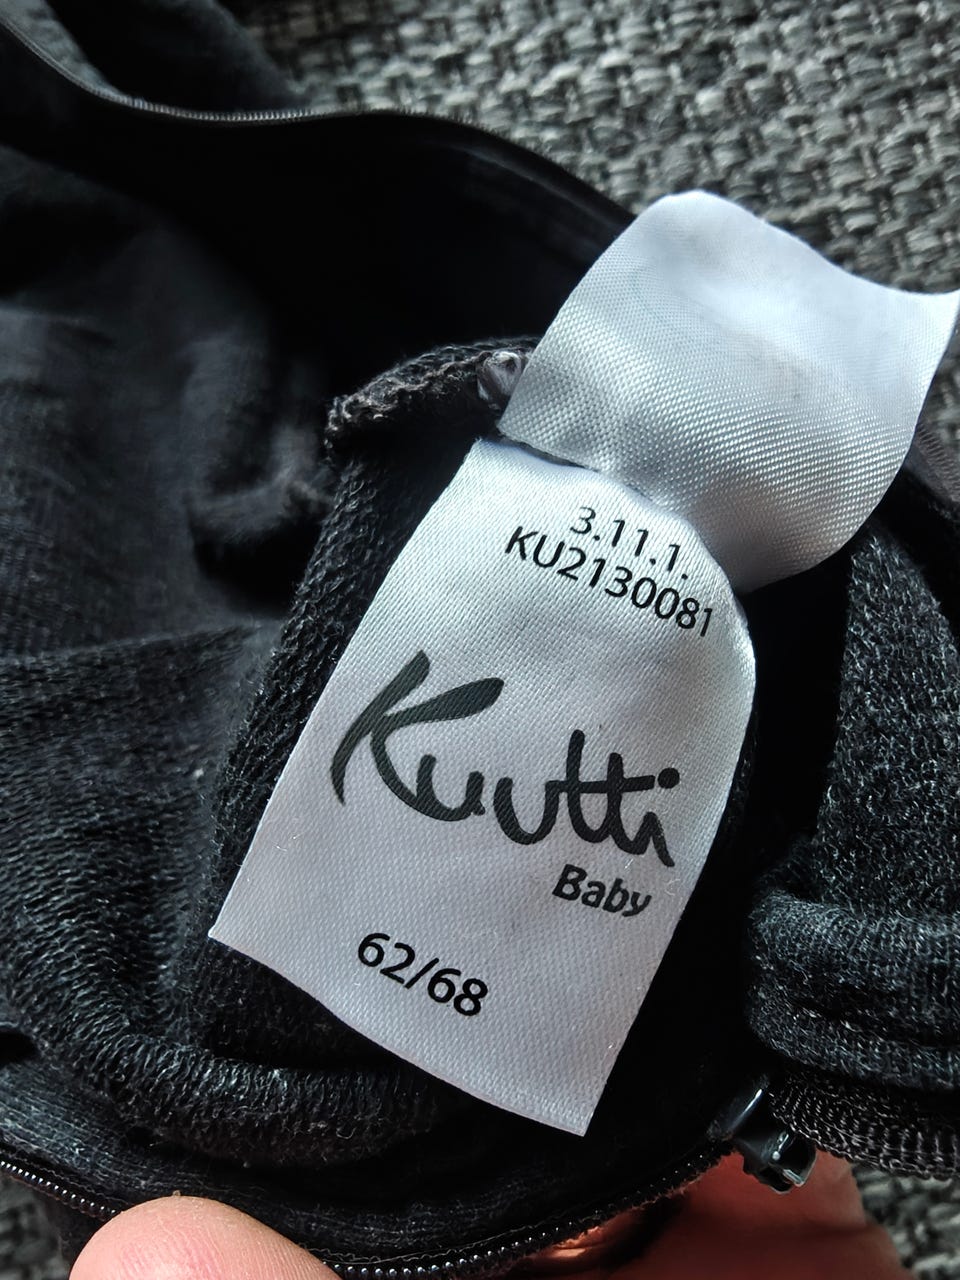 3.11.1.
KU2130081
Kuutti
Baby
62/68